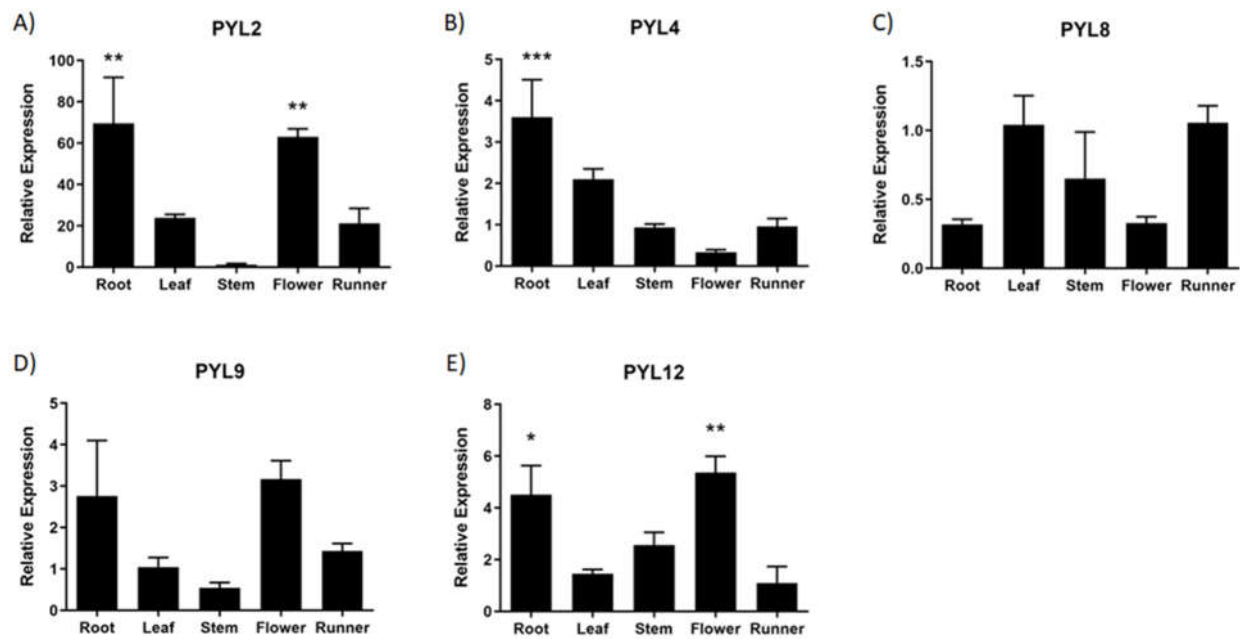 A) PYL2
Relative Expression
100
80
60
40
20
0
** **
Root Leaf Stem Flower Runner
B) PYL4
Relative Expression
5
4
3
2
1
0
***
Root Leaf Stem Flower Runner
C) PYL8
Relative Expression
1.5
1.0
0.5
0.0
Root Leaf Stem Flower Runner
D) PYL9
Relative Expression
5
4
3
2
1
0
Root Leaf Stem Flower Runner
E) PYL12
Relative Expression
8
6
4
2
0
* **
Root Leaf Stem Flower Runner